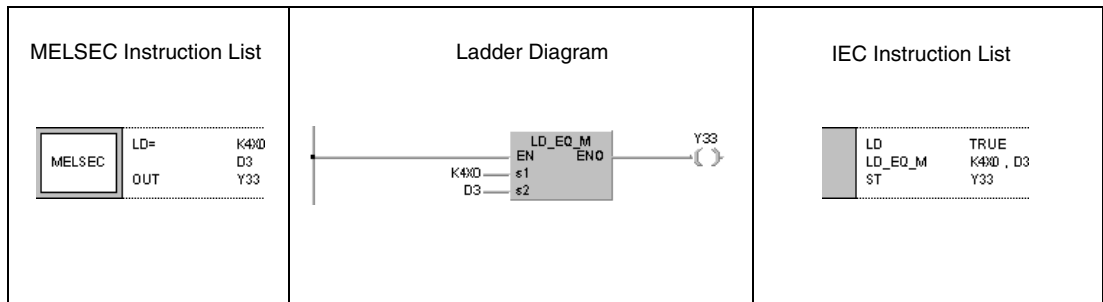 MELSEC Instruction List
Ladder Diagram
IEC Instruction List
MELSEC
LD= K4X0
D3
OUT Y33
LD_EQ_M
EN ENO
K4X0 s1
D3 s2
Y33
LD TRUE
LD_EQ_M K4X0 , D3
ST Y33